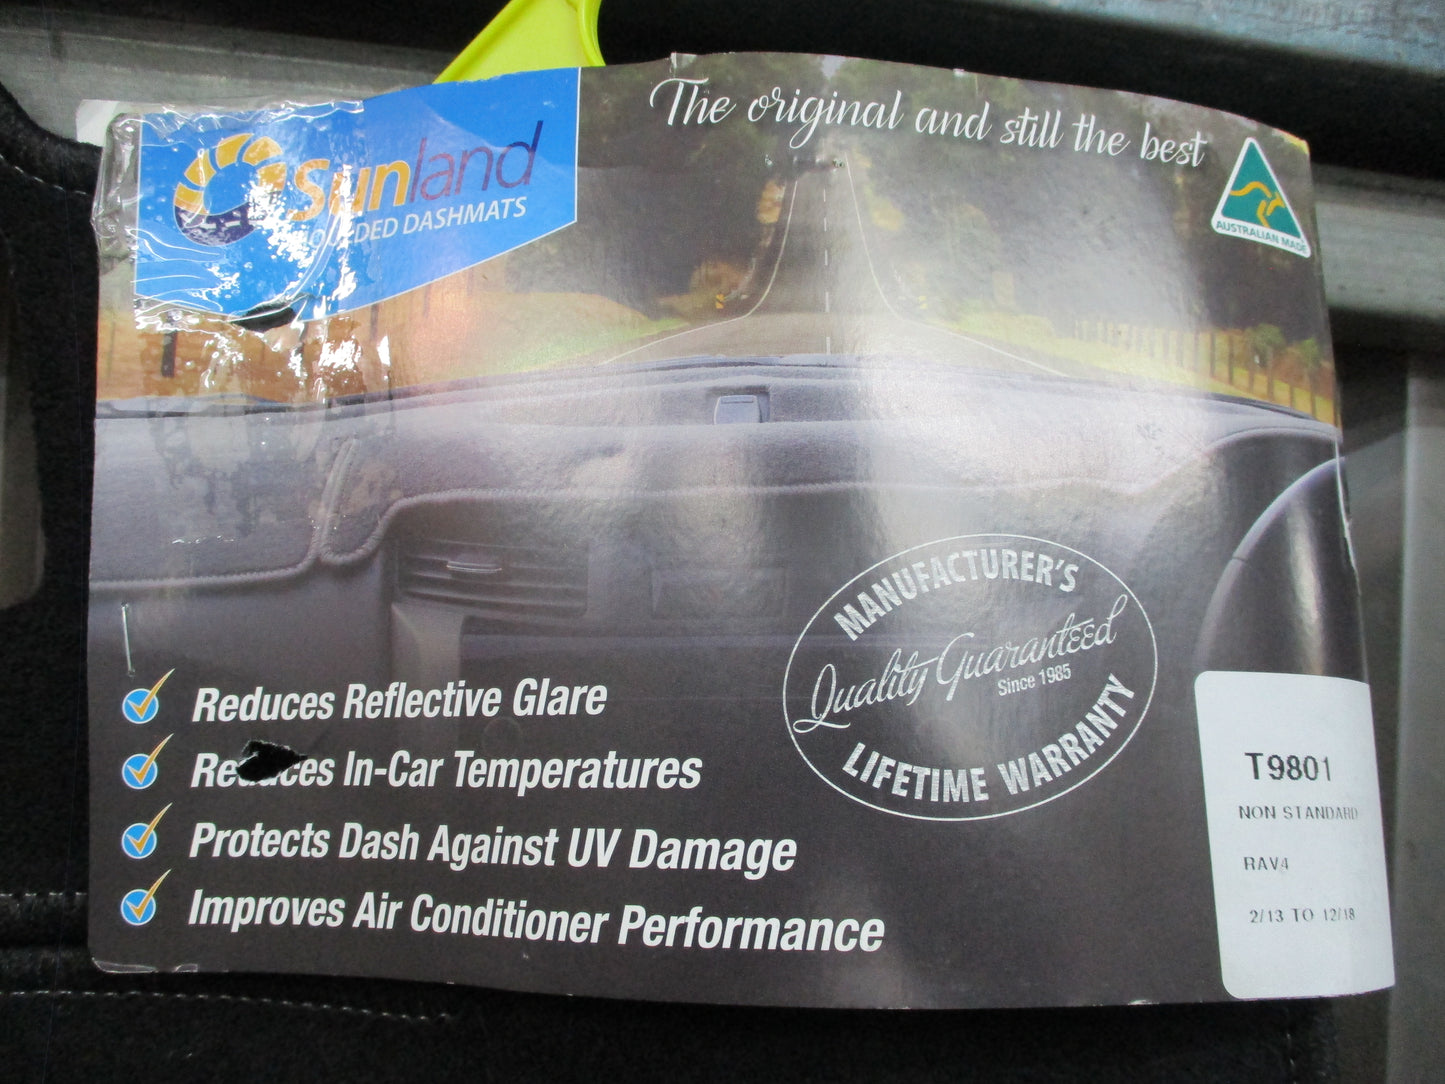 The original and still the best
Sunland
DASHMATS
AUSTRALIAN MADE
MANUFACTURER'S
Quality Guaranteed
Since 1985
LIFETIME WARRANTY
Reduces Reflective Glare
In-Car Temperatures
Protects Dash Against UV Damage
Improves Air Conditioner Performance
T9801
NON STANDARD
RAV4
2/13 TO 12/18